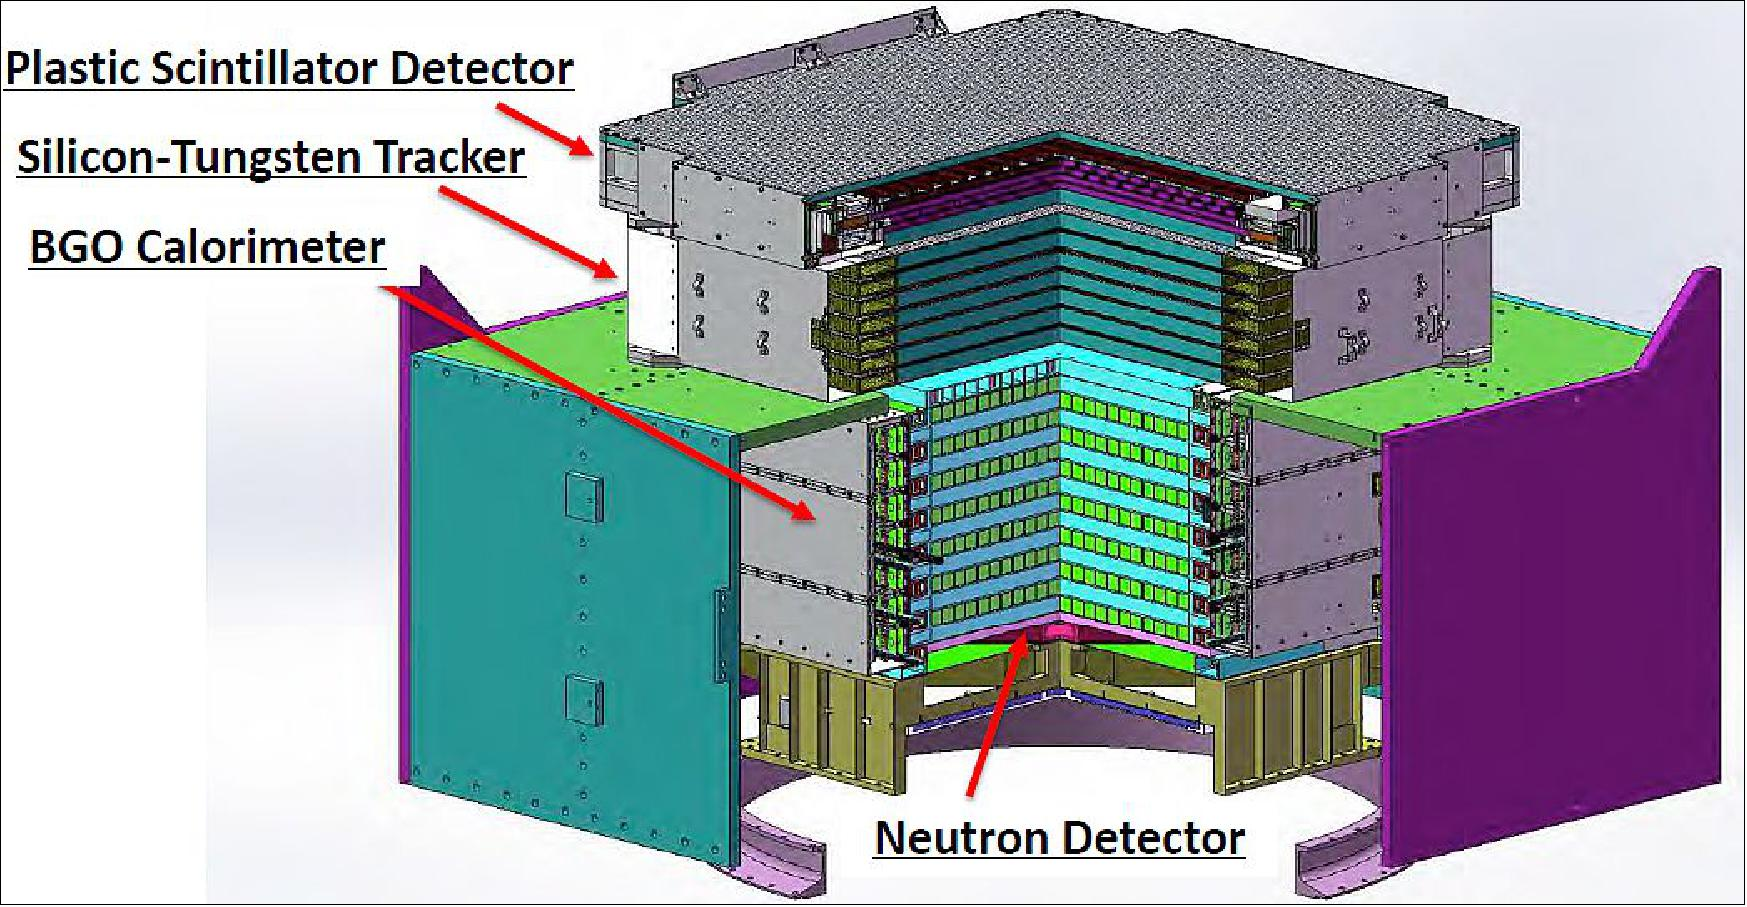 Plastic Scintillator Detector
Silicon-Tungsten Tracker
BGO Calorimeter
Neutron Detector